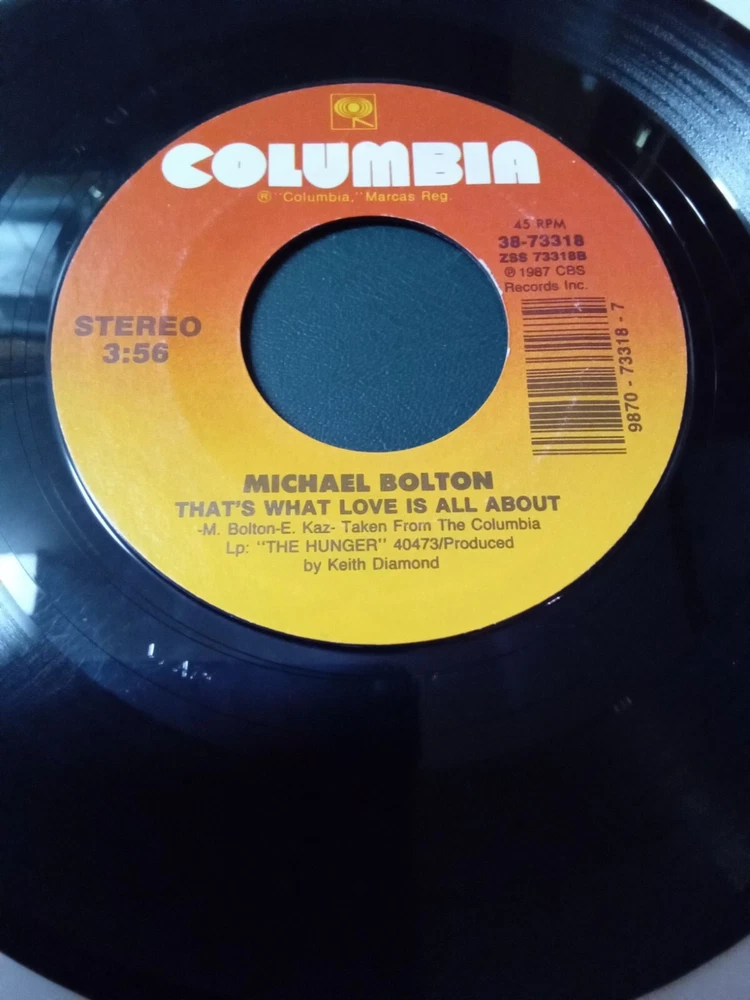 COLUMBIA
® "Columbia," Marcas Reg.
45 RPM
38-73318
ZBS 73318B
℗ 1987 CBS
Records Inc.
STEREO
3:56
9870 - 73318 - 7
MICHAEL BOLTON
THAT'S WHAT LOVE IS ALL ABOUT
-M. Bolton-E. Kaz- Taken From The Columbia
Lp: "THE HUNGER" 40473/Produced
by Keith Diamond